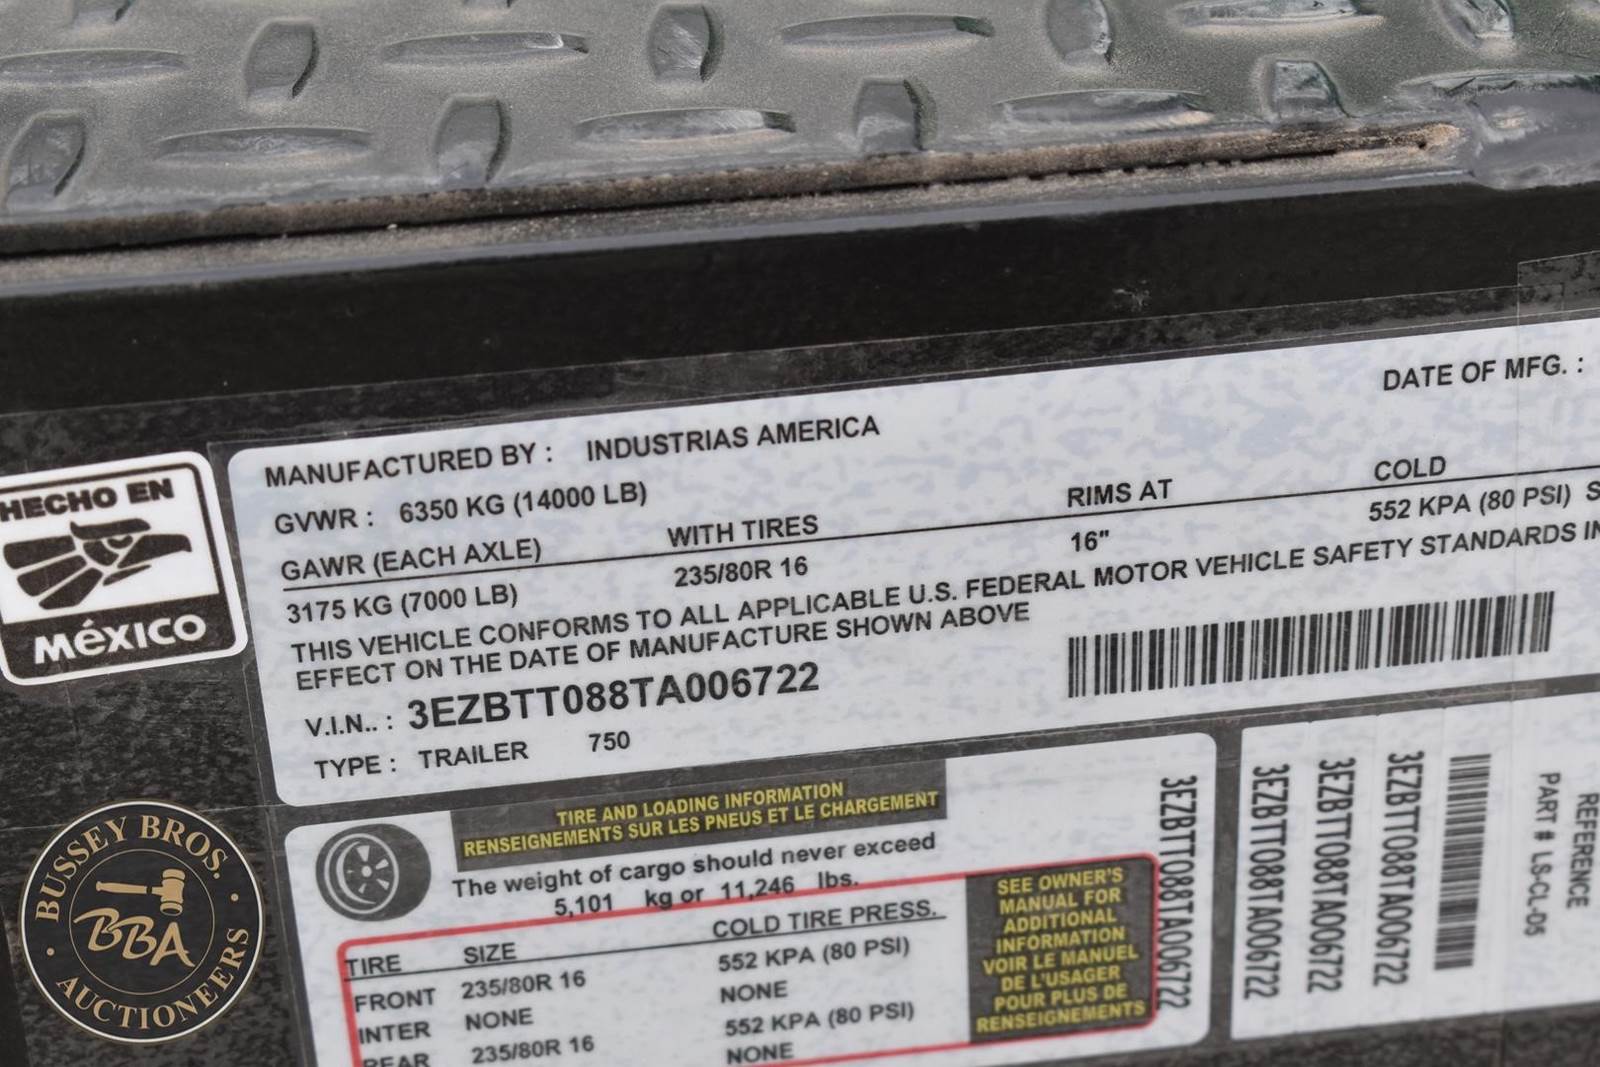 DATE OF MFG. :
MANUFACTURED BY : INDUSTRIAS AMERICA
GVWR : 6350 KG (14000 LB)
GAWR (EACH AXLE) WITH TIRES RIMS AT COLD
3175 KG (7000 LB) 235/80R 16 16" 552 KPA (80 PSI) S
THIS VEHICLE CONFORMS TO ALL APPLICABLE U.S. FEDERAL MOTOR VEHICLE SAFETY STANDARDS IN
EFFECT ON THE DATE OF MANUFACTURE SHOWN ABOVE
V.I.N.. : 3EZBTT088TA006722
TYPE : TRAILER 750
HECHO EN
MéXICO
TIRE AND LOADING INFORMATION
RENSEIGNEMENTS SUR LES PNEUS ET LE CHARGEMENT
The weight of cargo should never exceed
5,101 kg or 11,246 lbs.
TIRE SIZE COLD TIRE PRESS.
FRONT 235/80R 16 552 KPA (80 PSI)
INTER NONE NONE
REAR 235/80R 16 552 KPA (80 PSI)
NONE
SEE OWNER'S
MANUAL FOR
ADDITIONAL
INFORMATION
VOIR LE MANUEL
DE L'USAGER
POUR PLUS DE
RENSEIGNEMENTS
3EZBTT088TA006722
3EZBTT088TA006722
3EZBTT088TA006722
3EZBTT088TA006722
PART # LS-CL-05
REFERENCE
BUSSEY BROS.
BBA
AUCTIONEERS